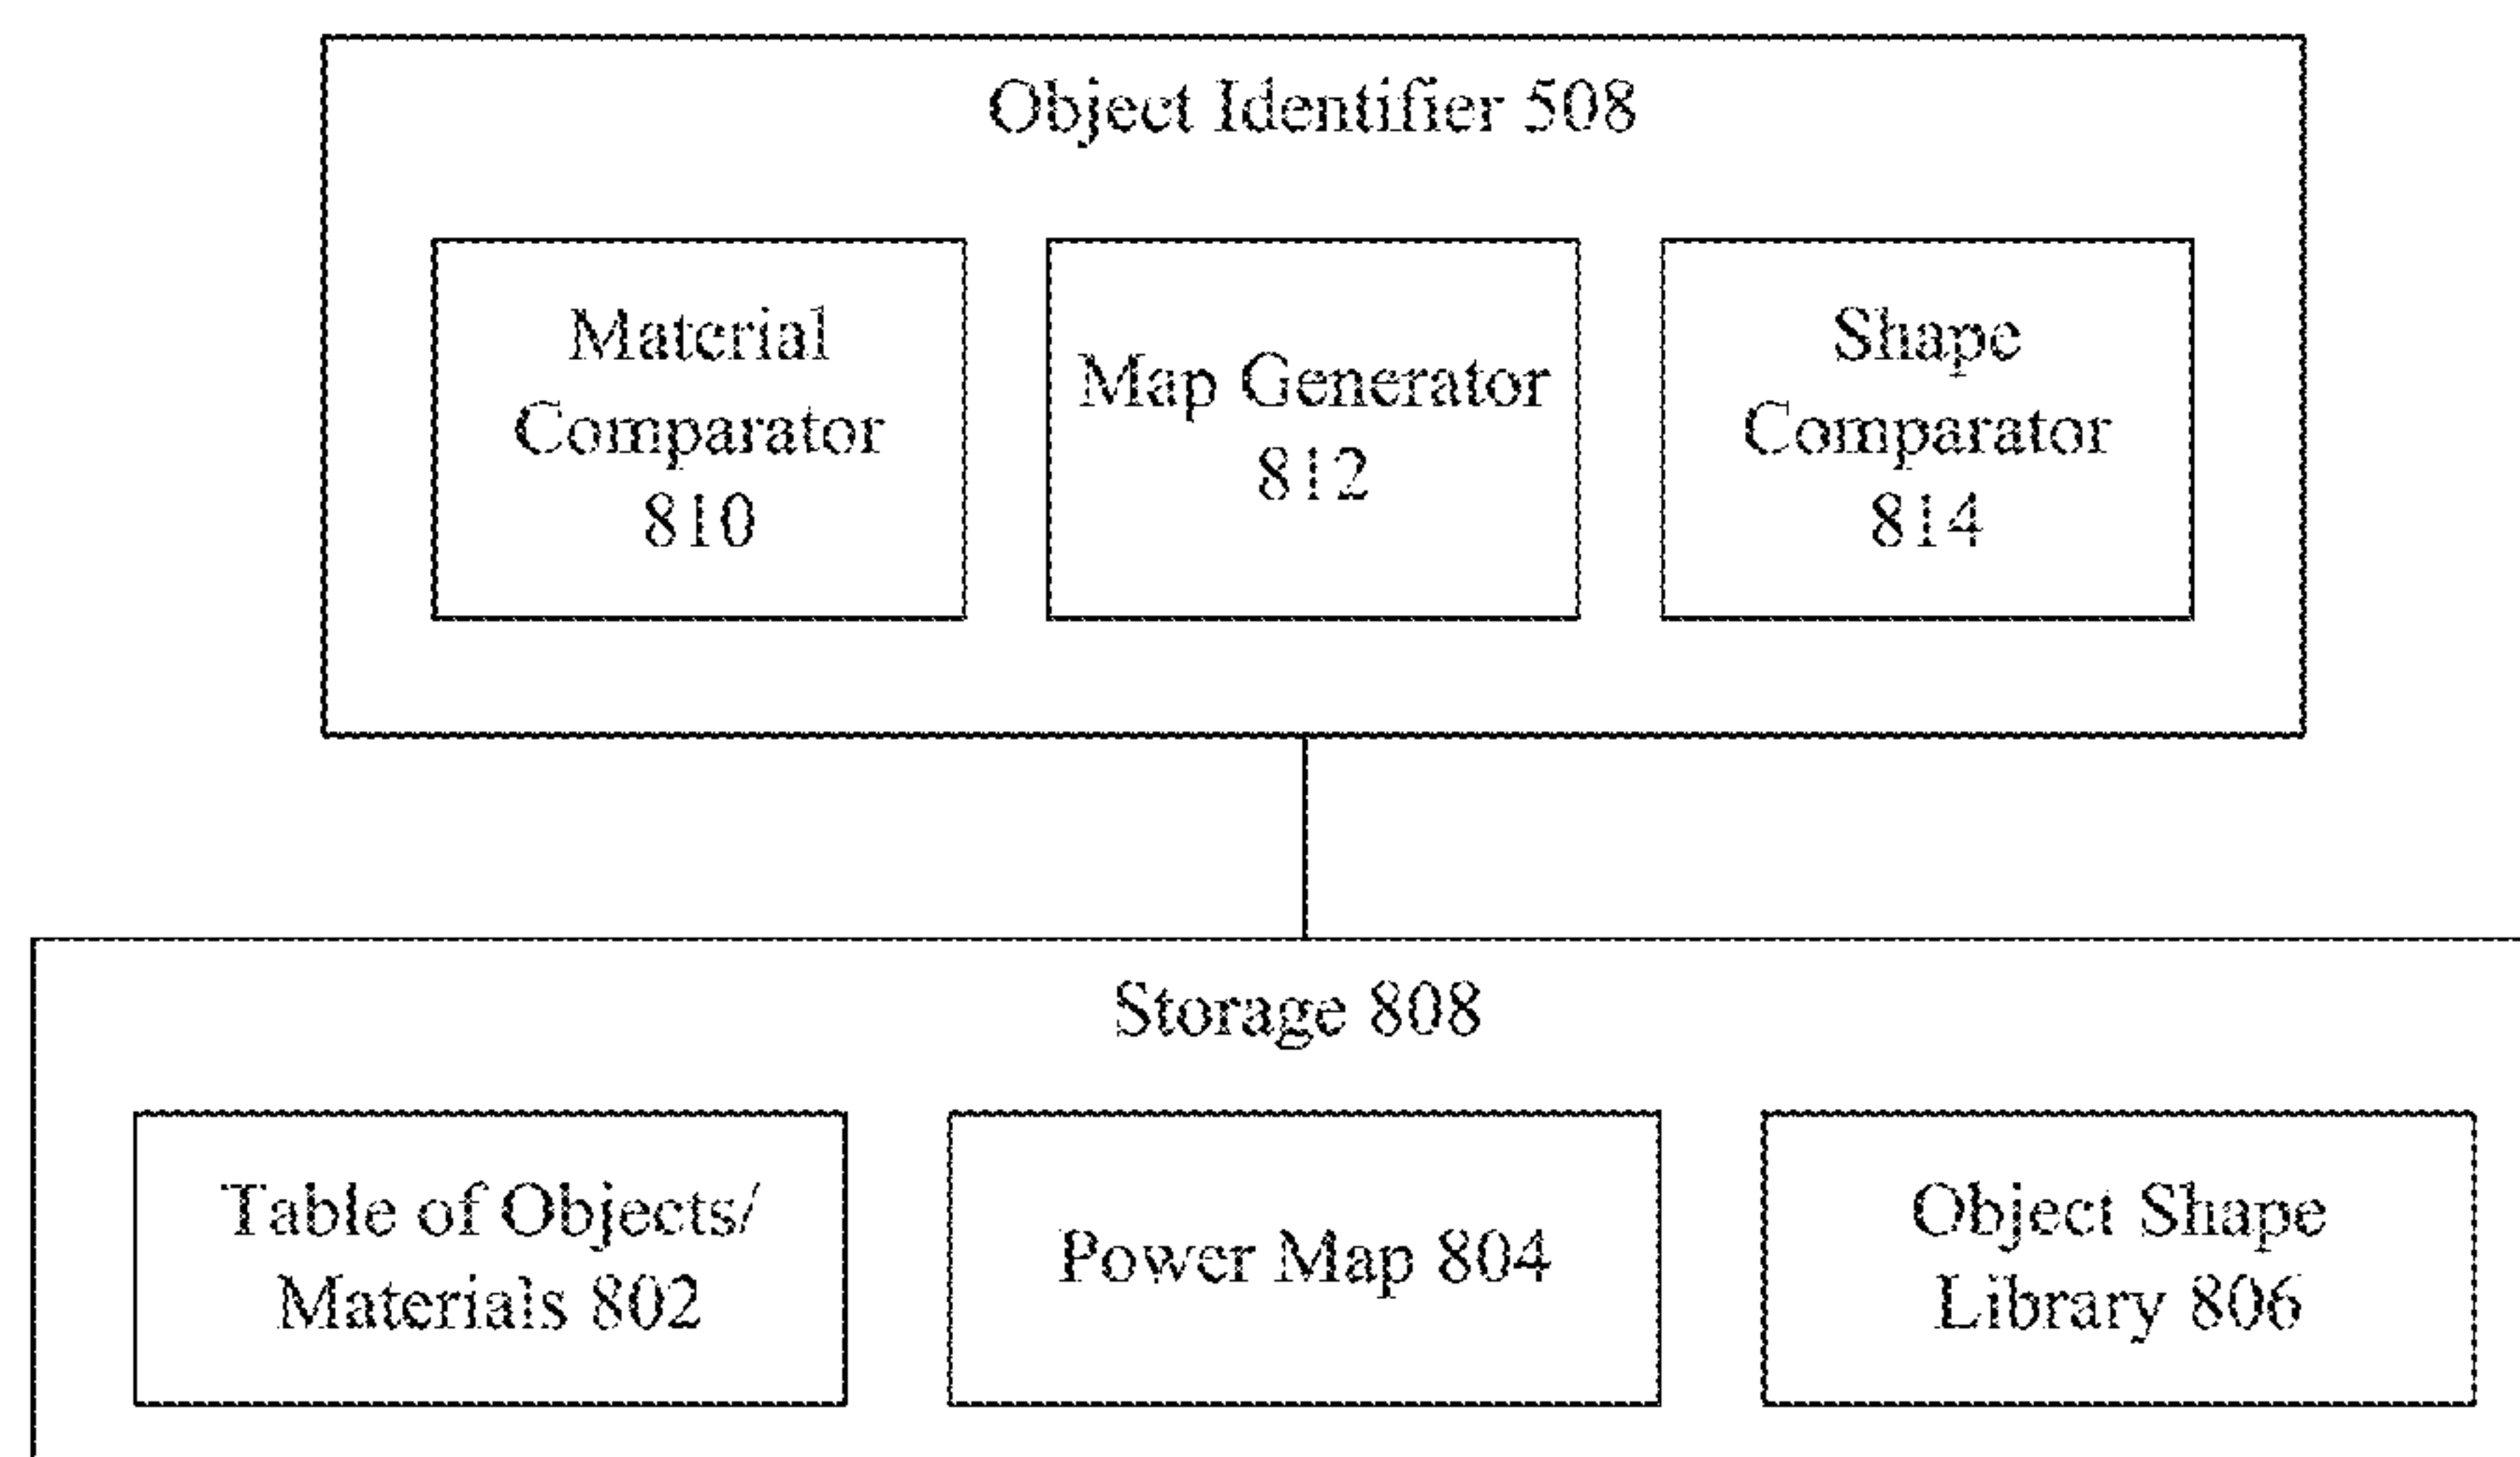 Object Identifier 508
Material
Comparator
810
Map Generator
812
Shape
Comparator
814
Storage 808
Table of Objects/
Materials 802
Power Map 804
Object Shape
Library 806